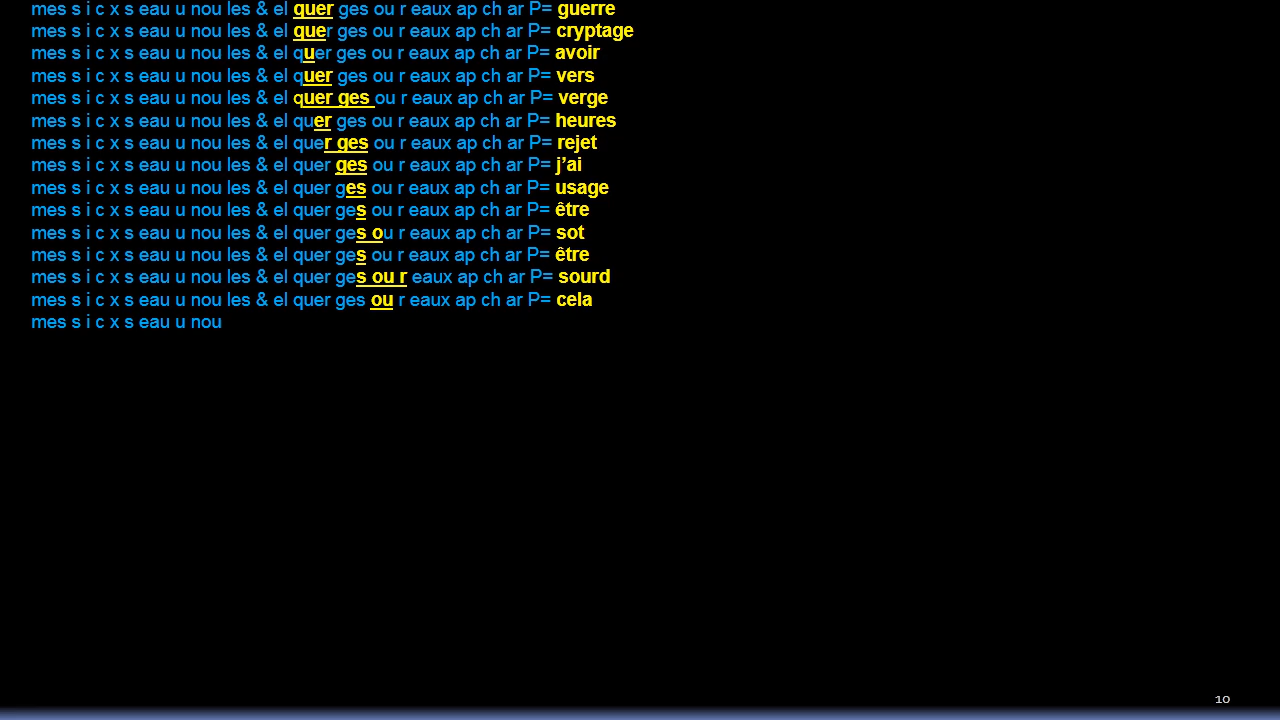 mes s i c x s eau u nou les & el quer ges ou r eaux ap ch ar P= guerre
mes s i c x s eau u nou les & el quer ges ou r eaux ap ch ar P= cryptage
mes s i c x s eau u nou les & el quer ges ou r eaux ap ch ar P= avoir
mes s i c x s eau u nou les & el quer ges ou r eaux ap ch ar P= vers
mes s i c x s eau u nou les & el quer ges ou r eaux ap ch ar P= verge
mes s i c x s eau u nou les & el quer ges ou r eaux ap ch ar P= heures
mes s i c x s eau u nou les & el quer ges ou r eaux ap ch ar P= rejet
mes s i c x s eau u nou les & el quer ges ou r eaux ap ch ar P= j’ai
mes s i c x s eau u nou les & el quer ges ou r eaux ap ch ar P= usage
mes s i c x s eau u nou les & el quer ges ou r eaux ap ch ar P= être
mes s i c x s eau u nou les & el quer ges ou r eaux ap ch ar P= sot
mes s i c x s eau u nou les & el quer ges ou r eaux ap ch ar P= être
mes s i c x s eau u nou les & el quer ges ou r eaux ap ch ar P= sourd
mes s i c x s eau u nou les & el quer ges ou r eaux ap ch ar P= cela
mes s i c x s eau u nou
10